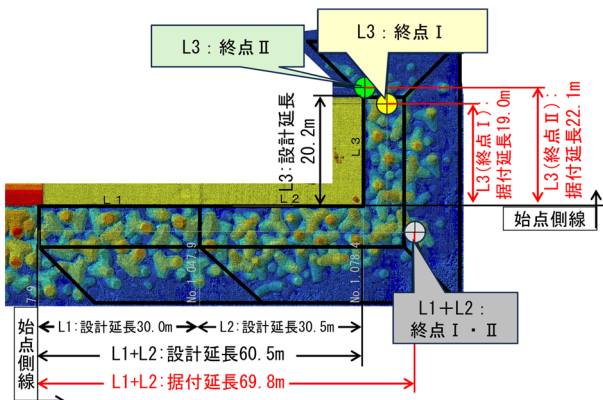 L3：終点Ⅱ
L3：終点Ⅰ
L3：設計延長
20.2m
L3
L3(終点Ⅰ)：
据付延長19.0m
L3(終点Ⅱ)：
据付延長22.1m
L1
L2
始点側線
No.1 047.9
No.1 078.4
7.9
L1＋L2：
終点Ⅰ・Ⅱ
始点側線
L1:設計延長30.0m
L2:設計延長30.5m
L1+L2:設計延長60.5m
L1+L2:据付延長69.8m